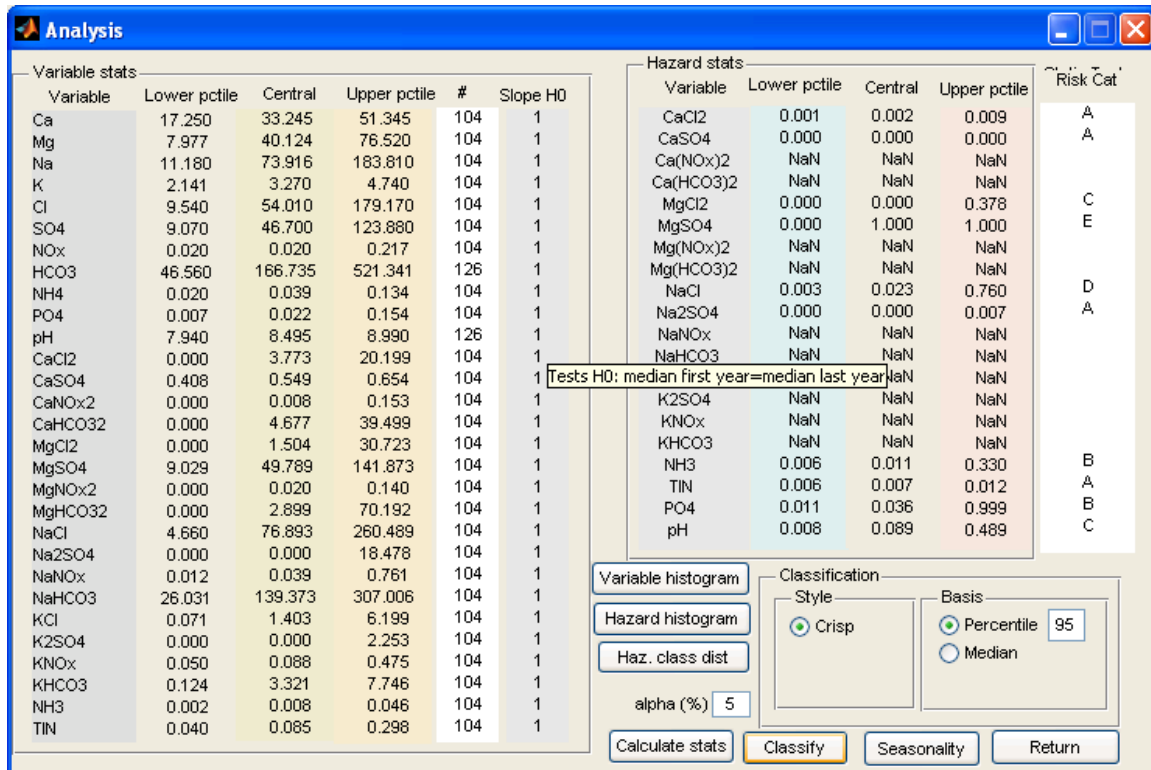 Analysis
Variable stats
Variable Lower pctile Central Upper pctile # Slope H0
Ca 17.250 33.245 51.345 104 1
Mg 7.977 40.124 76.520 104 1
Na 11.180 73.916 183.810 104 1
K 2.141 3.270 4.740 104 1
Cl 9.540 54.010 179.170 104 1
SO4 9.070 46.700 123.880 104 1
NOx 0.020 0.020 0.217 104 1
HCO3 46.560 166.735 521.341 126 1
NH4 0.020 0.039 0.134 104 1
PO4 0.007 0.022 0.154 104 1
pH 7.940 8.495 8.990 126 1
CaCl2 0.000 3.773 20.199 104 1
CaSO4 0.408 0.549 0.654 104 1
CaNOx2 0.000 0.008 0.153 104 1
CaHCO32 0.000 4.677 39.499 104 1
MgCl2 0.000 1.504 30.723 104 1
MgSO4 9.029 49.789 141.873 104 1
MgNOx2 0.000 0.020 0.140 104 1
MgHCO32 0.000 2.899 70.192 104 1
NaCl 4.660 76.893 260.489 104 1
Na2SO4 0.000 0.000 18.478 104 1
NaNOx 0.012 0.039 0.761 104 1
NaHCO3 26.031 139.373 307.006 104 1
KCl 0.071 1.403 6.199 104 1
K2SO4 0.000 0.000 2.253 104 1
KNOx 0.050 0.088 0.475 104 1
KHCO3 0.124 3.321 7.746 104 1
NH3 0.002 0.008 0.046 104 1
TIN 0.040 0.085 0.298 104 1
Hazard stats
Variable Lower pctile Central Upper pctile Risk Cat
CaCl2 0.001 0.002 0.009 A
CaSO4 0.000 0.000 0.000 A
Ca(NOx)2 NaN NaN NaN
Ca(HCO3)2 NaN NaN NaN
MgCl2 0.000 0.000 0.378 C
MgSO4 0.000 1.000 1.000 E
Mg(NOx)2 NaN NaN NaN
Mg(HCO3)2 NaN NaN NaN
NaCl 0.003 0.023 0.760 D
Na2SO4 0.000 0.000 0.007 A
NaNOx NaN NaN NaN
NaHCO3 NaN NaN NaN
Tests H0: median first year=median last year NaN
K2SO4 NaN NaN NaN
KNOx NaN NaN NaN
KHCO3 NaN NaN NaN
NH3 0.006 0.011 0.330 B
TIN 0.006 0.007 0.012 A
PO4 0.011 0.036 0.999 B
pH 0.008 0.089 0.489 C
Variable histogram
Hazard histogram
Haz. class dist
alpha (%) 5
Classification
Style
Crisp
Basis
Percentile 95
Median
Calculate stats Classify Seasonality Return